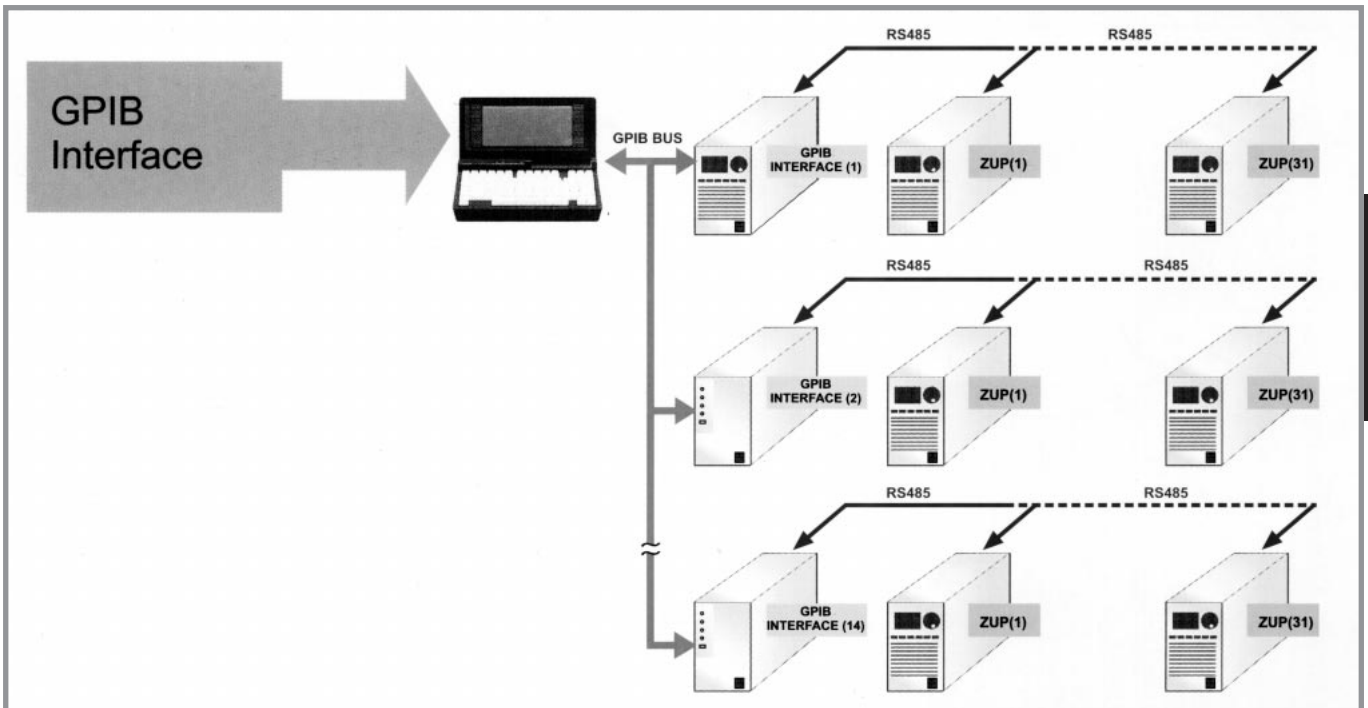 GPIB
Interface
GPIB BUS
RS485
RS485
GPIB
INTERFACE (1)
ZUP(1)
ZUP(31)
RS485
RS485
GPIB
INTERFACE (2)
ZUP(1)
ZUP(31)
RS485
RS485
GPIB
INTERFACE (14)
ZUP(1)
ZUP(31)